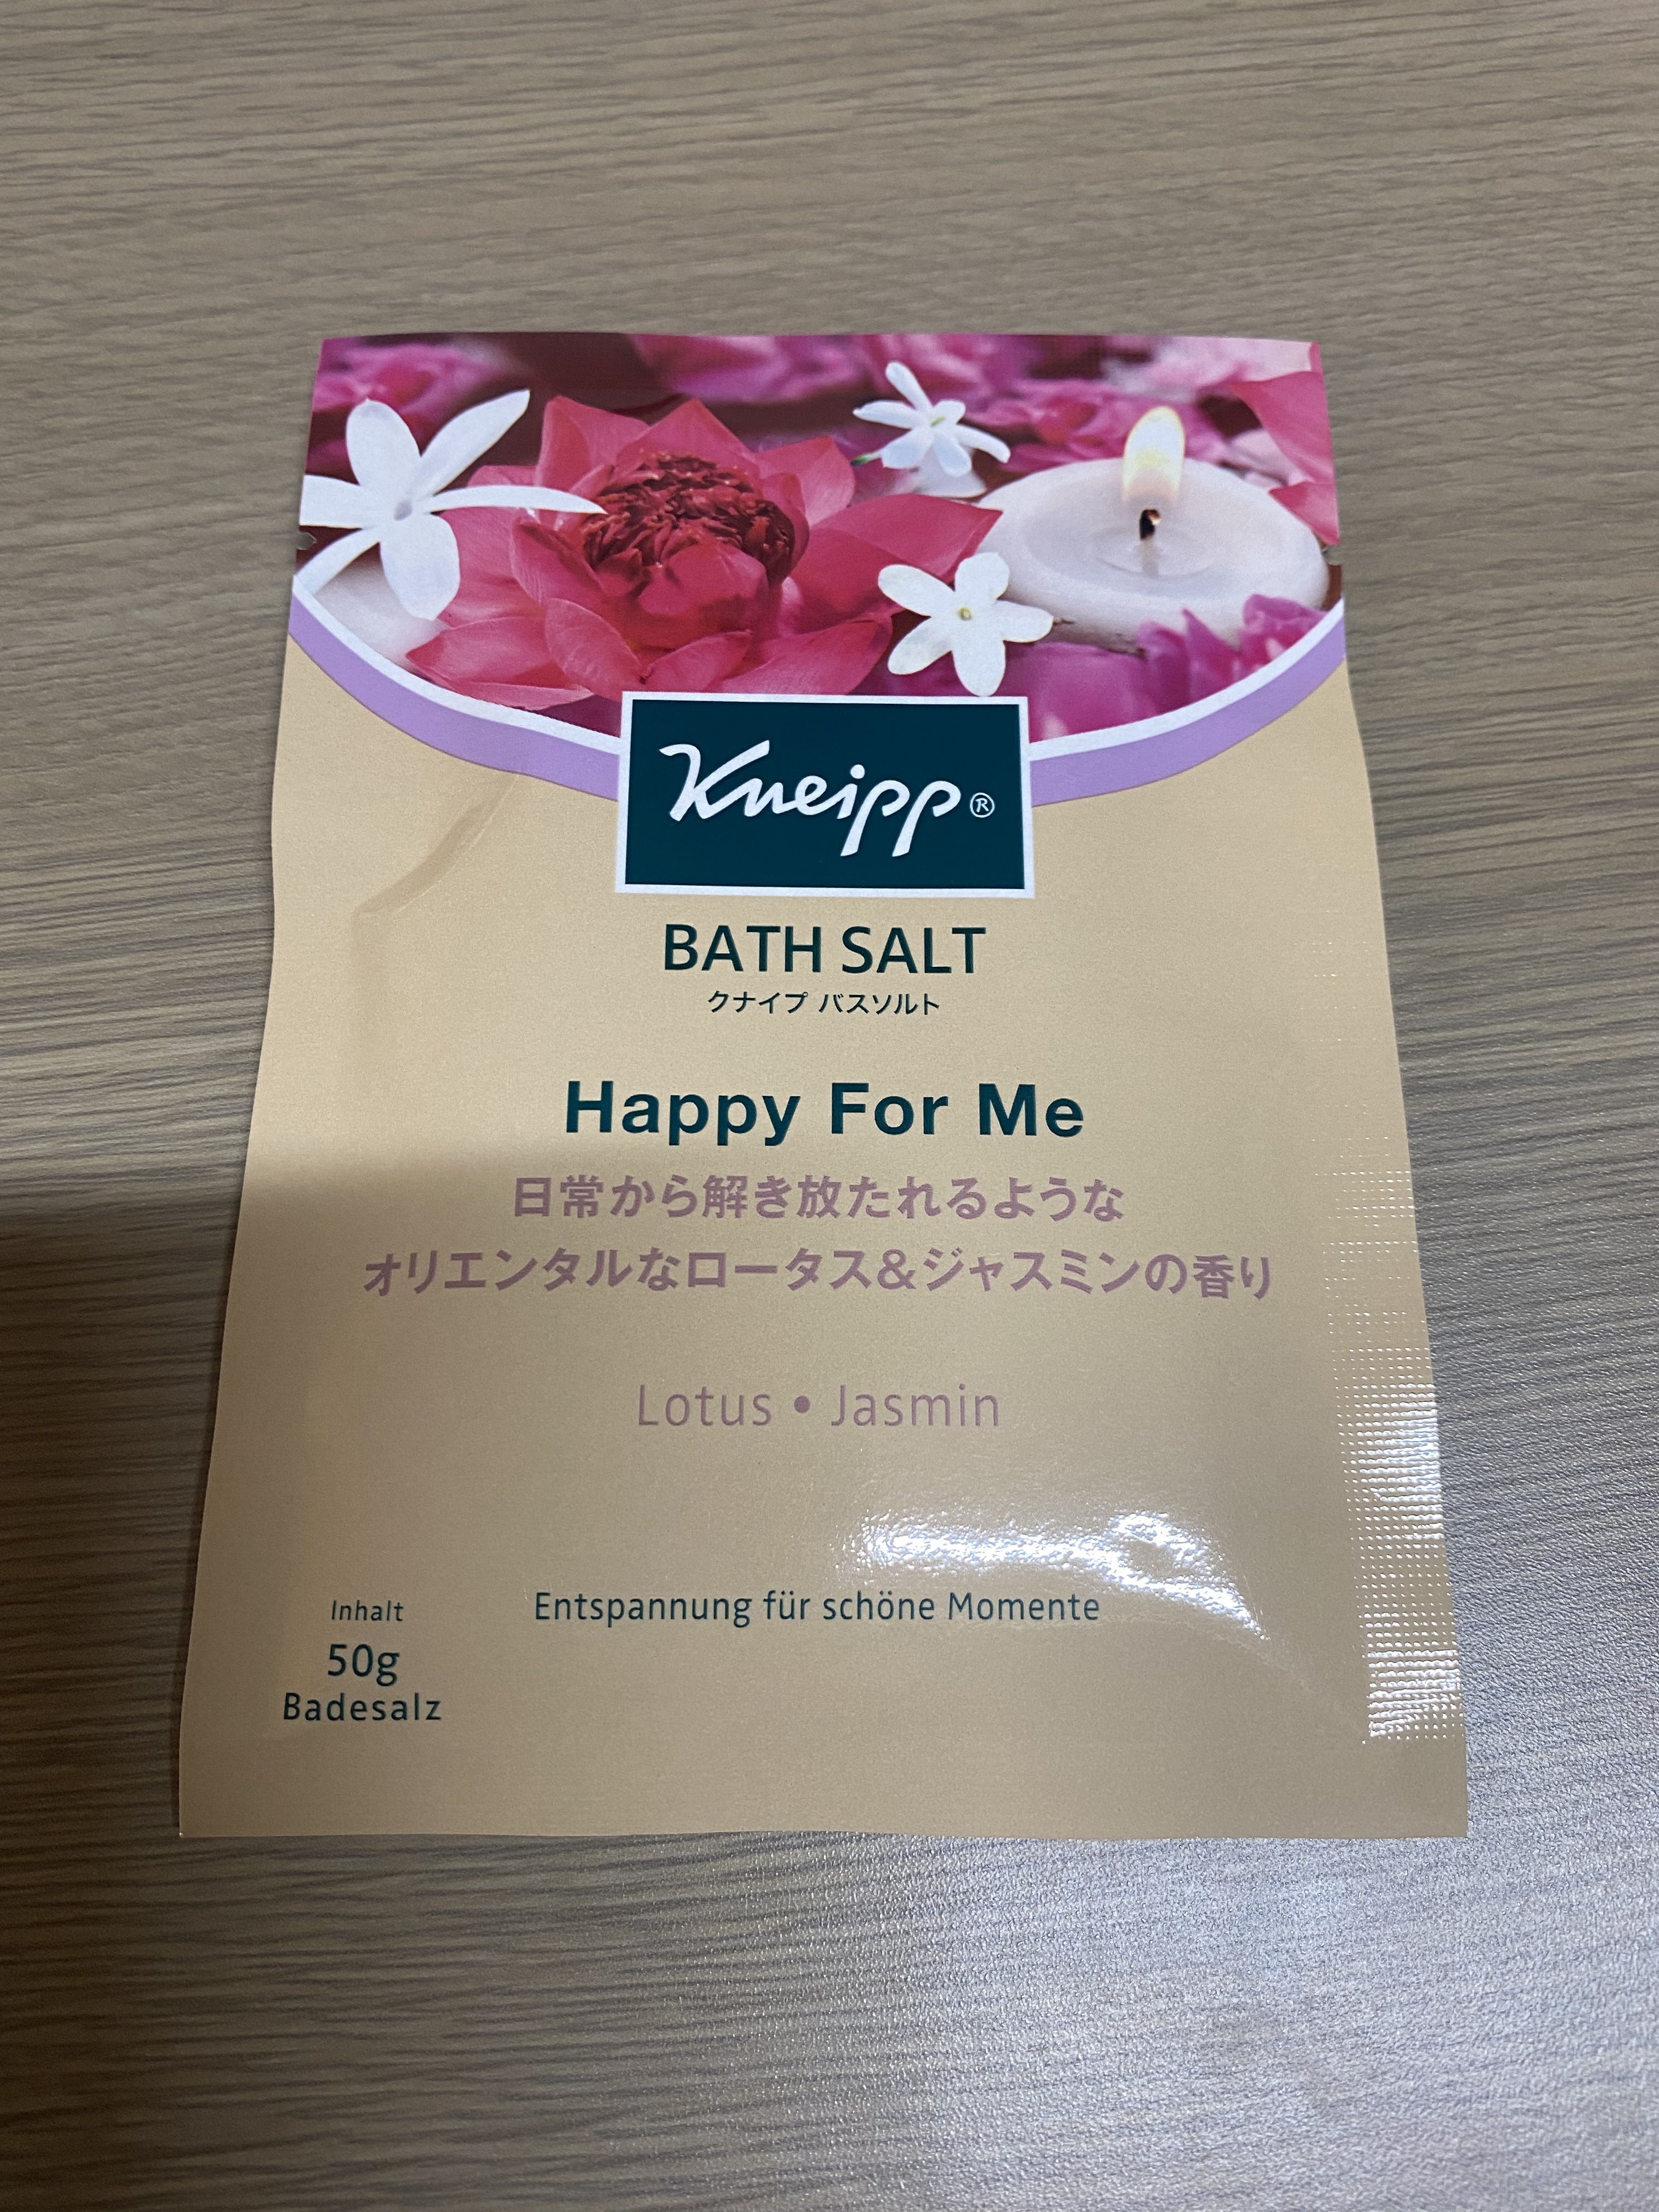 Kneipp®
BATH SALT
クナイプ バスソルト
Happy For Me
日常から解き放たれるような
オリエンタルなロータス&ジャスミンの香り
Lotus • Jasmin
Entspannung für schöne Momente
Inhalt
50g
Badesalz